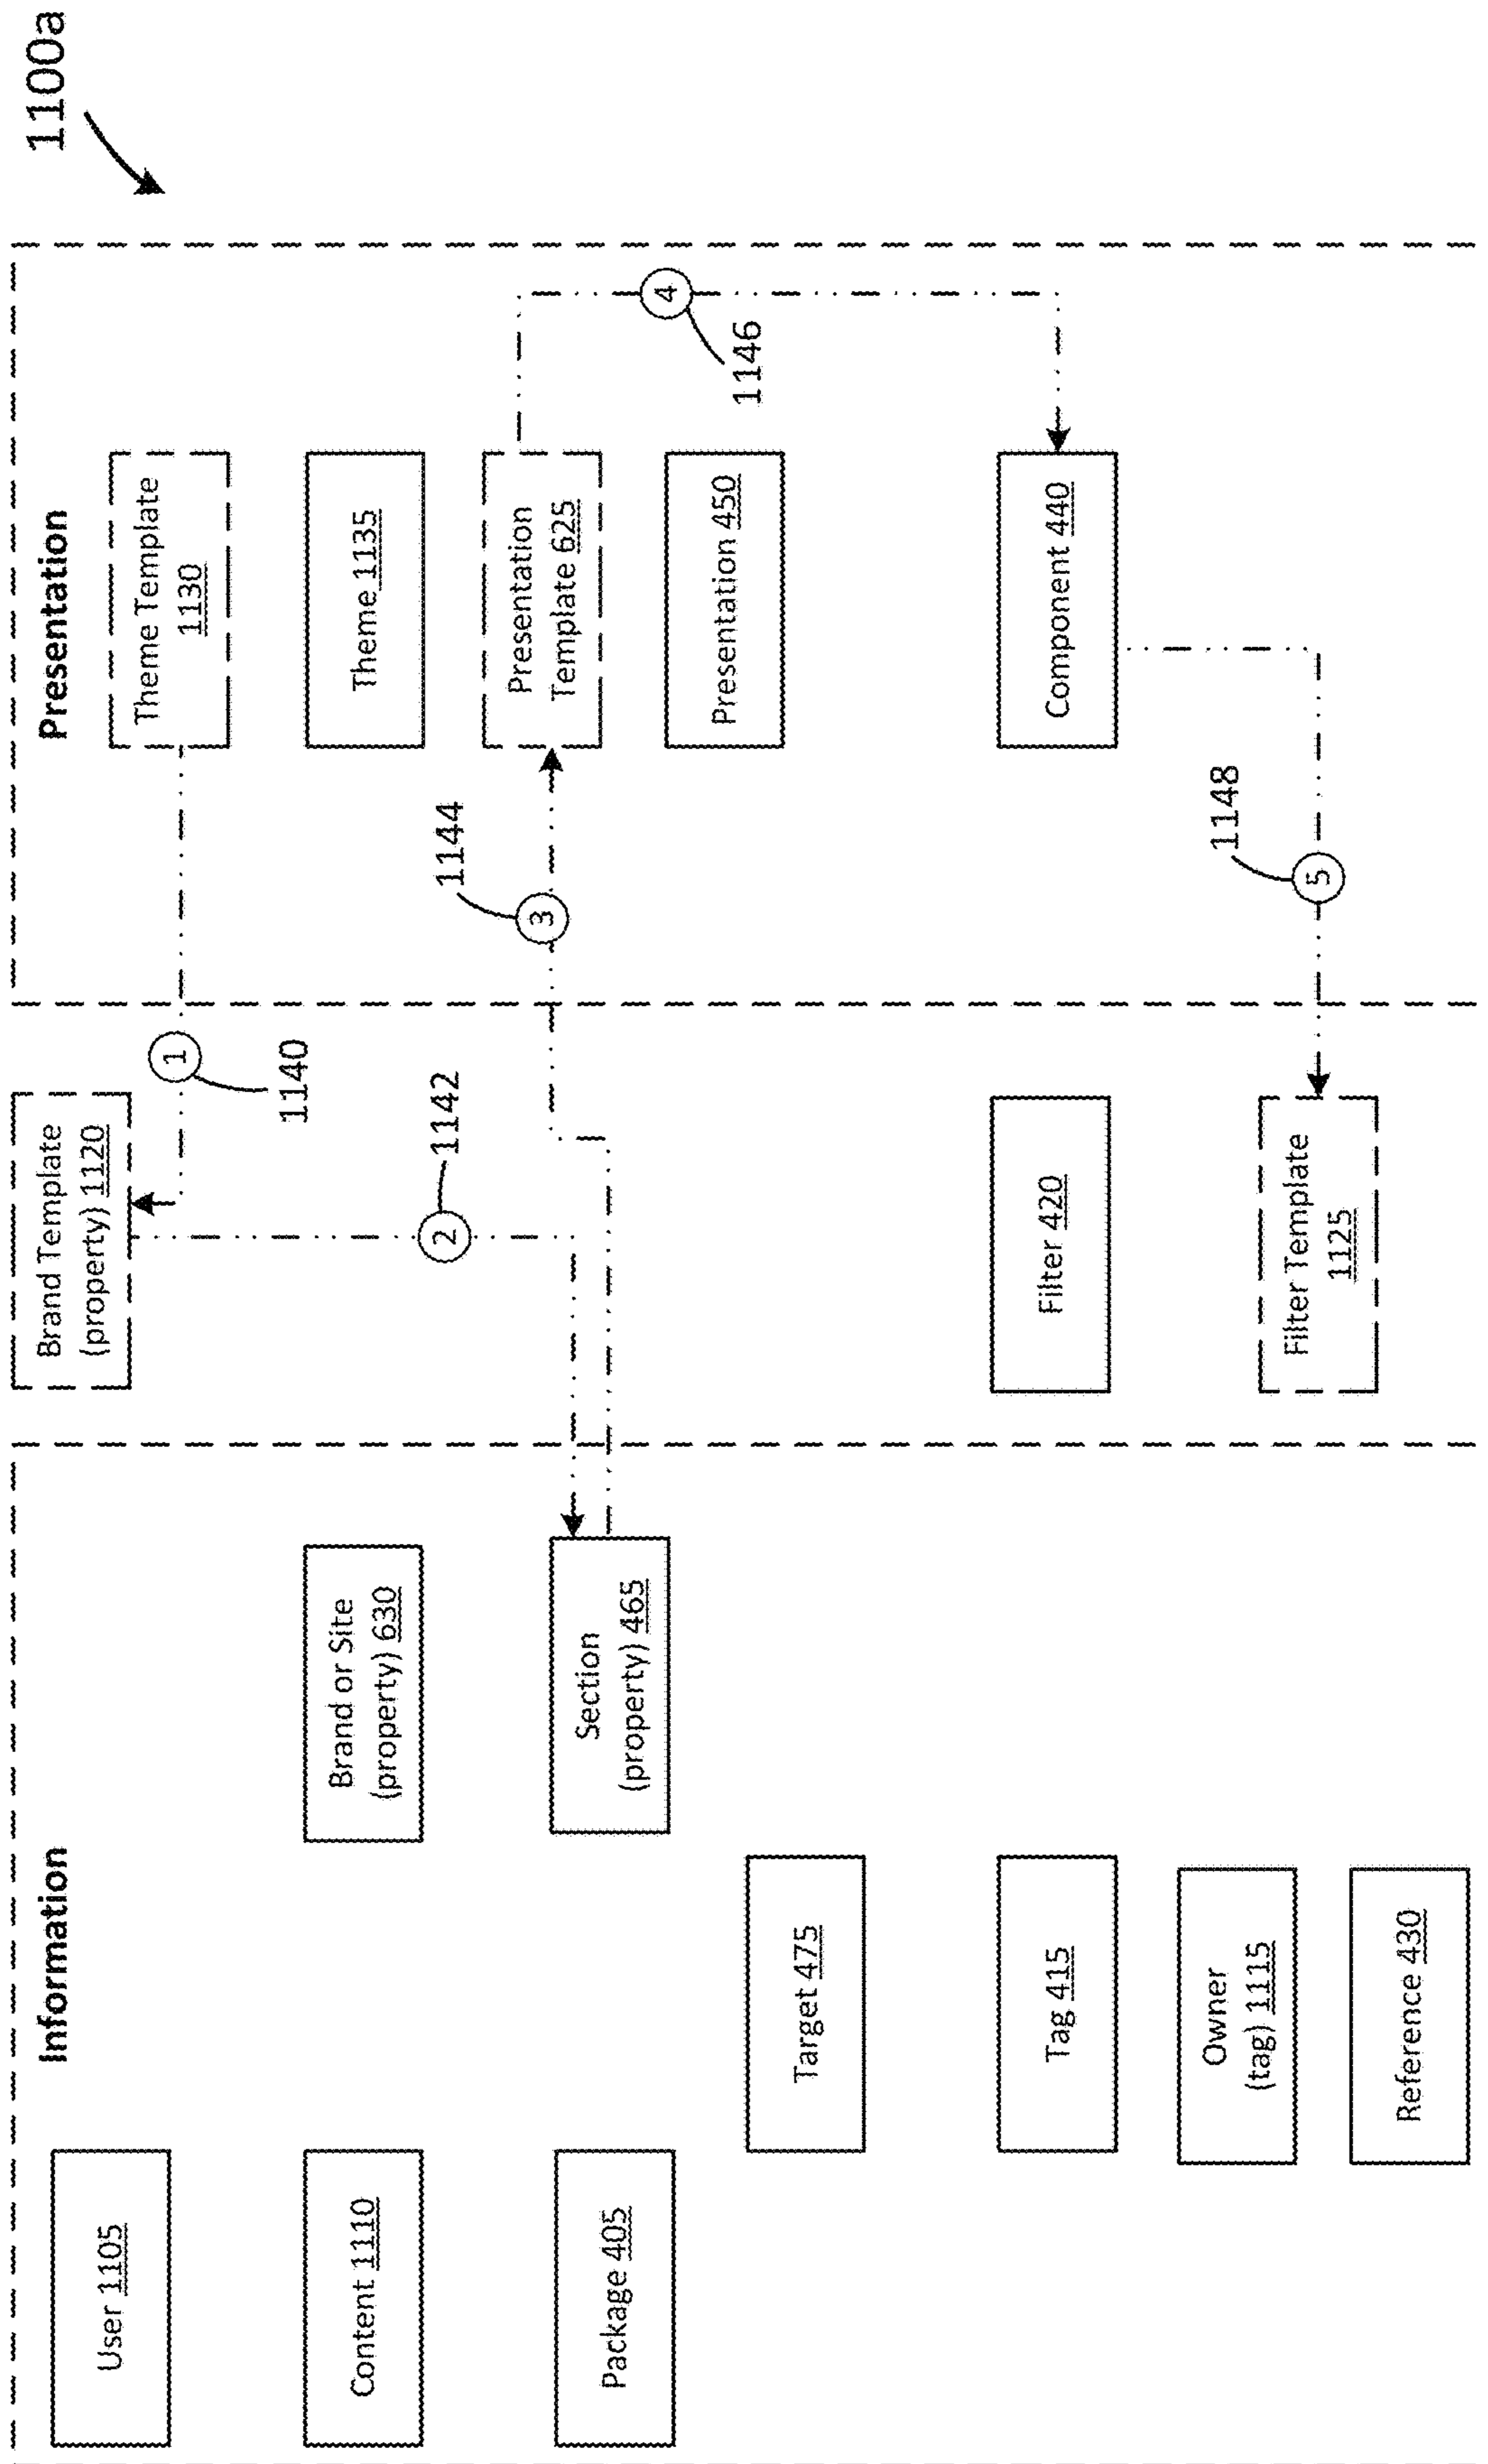 1100a
Information
Presentation
User 1105
Content 1110
Package 405
Target 475
Tag 415
Owner
(tag) 1115
Reference 430
Brand or Site
(property) 630
Section
(property) 465
Brand Template
(property) 1120
1
1140
2
1142
Filter 420
Filter Template
1125
Theme Template
1130
Theme 1135
3
1144
Presentation
Template 625
Presentation 450
4
1146
Component 440
5
1148